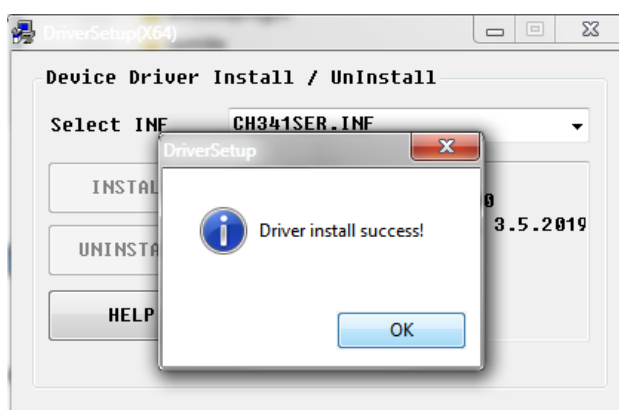 DriverSetup(X64)
Device Driver Install / UnInstall
Select INF
CH341SER.INF
DriverSetup
INSTAL
Driver install success!
3.5.2019
UNINSTA
HELP
OK